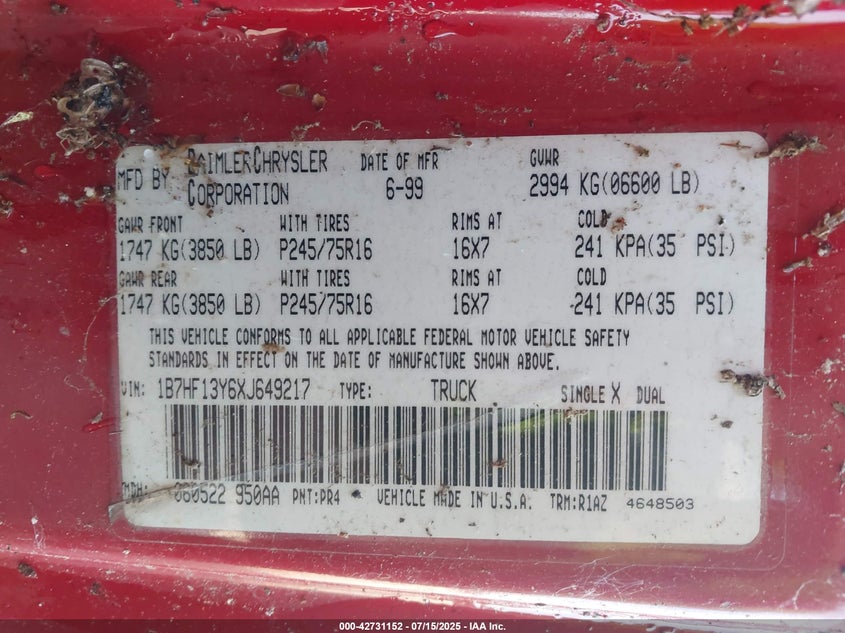 MFD BY DAIMLERCHRYSLER CORPORATION DATE OF MFR 6-99 GVWR 2994 KG(06600 LB)
GAWR FRONT WITH TIRES RIMS AT COLD
1747 KG(3850 LB) P245/75R16 16X7 241 KPA(35 PSI)
GAWR REAR WITH TIRES RIMS AT COLD
1747 KG(3850 LB) P245/75R16 16X7 241 KPA(35 PSI)
THIS VEHICLE CONFORMS TO ALL APPLICABLE FEDERAL MOTOR VEHICLE SAFETY
STANDARDS IN EFFECT ON THE DATE OF MANUFACTURE SHOWN ABOVE.
VIN: 1B7HF13Y6XJ649217 TYPE: TRUCK SINGLE X DUAL
MDH: 060522 950AA PNT:PR4 VEHICLE MADE IN U.S.A. TRM:R1AZ 4648503
000-42731152 - 07/15/2025 - IAA Inc.